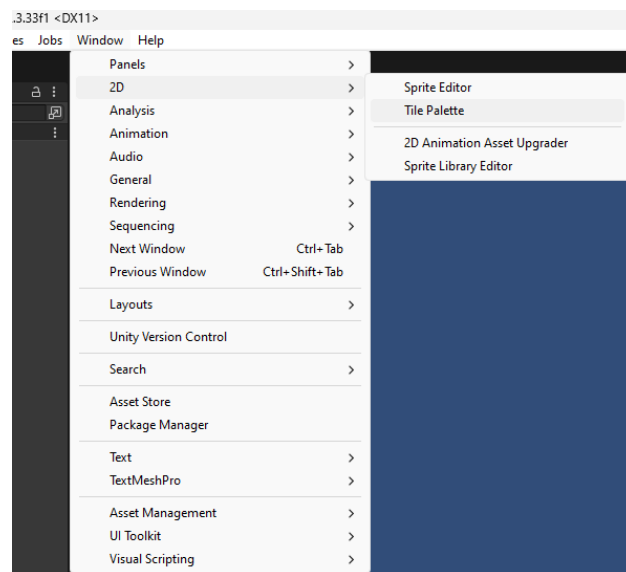 .3.33f1 <DX11>
es Jobs Window Help
Panels
2D
Analysis
Animation
Audio
General
Rendering
Sequencing
Next Window Ctrl+Tab
Previous Window Ctrl+Shift+Tab
Layouts
Unity Version Control
Search
Asset Store
Package Manager
Text
TextMeshPro
Asset Management
UI Toolkit
Visual Scripting
Sprite Editor
Tile Palette
2D Animation Asset Upgrader
Sprite Library Editor